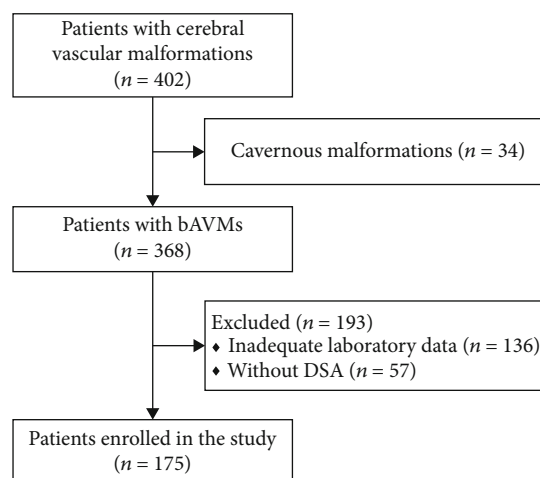 Patients with cerebral
vascular malformations
(n = 402)
Cavernous malformations (n = 34)
Patients with bAVMs
(n = 368)
Excluded (n = 193)
♦ Inadequate laboratory data (n = 136)
♦ Without DSA (n = 57)
Patients enrolled in the study
(n = 175)